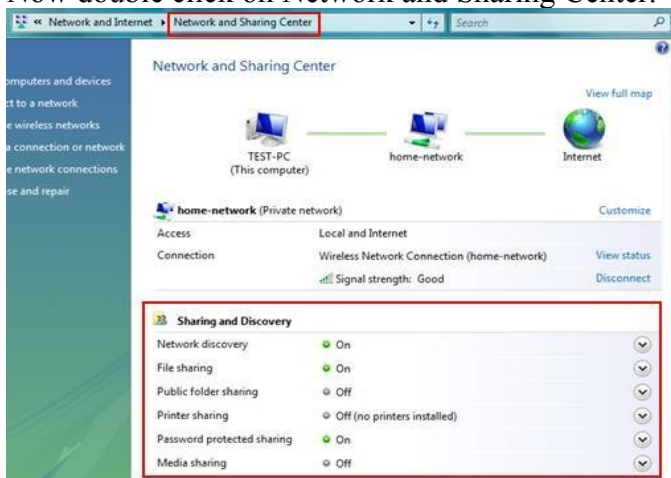 Now double click on Network and Sharing Center.
« Network and Internet ▸ Network and Sharing Center
Search
Network and Sharing Center
omputers and devices
View full map
ct to a network
e wireless networks
a connection or network
TEST-PC
home-network
Internet
e network connections
(This computer)
se and repair
home-network (Private network)
Customize
Access
Local and Internet
Connection
Wireless Network Connection (home-network)
View status
Signal strength: Good
Disconnect
Sharing and Discovery
Network discovery
On
File sharing
On
Public folder sharing
Off
Printer sharing
Off (no printers installed)
Password protected sharing
On
Media sharing
Off